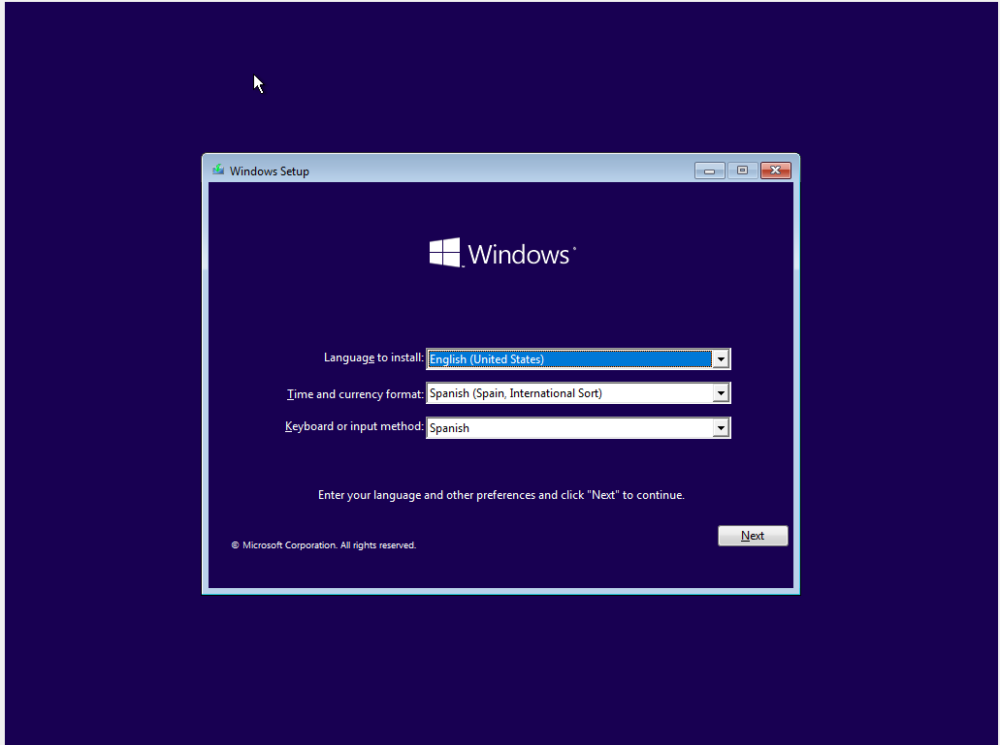 Windows Setup
Windows
Language to install: English (United States)
Time and currency format: Spanish (Spain, International Sort)
Keyboard or input method: Spanish
Enter your language and other preferences and click "Next" to continue.
Next
© Microsoft Corporation. All rights reserved.